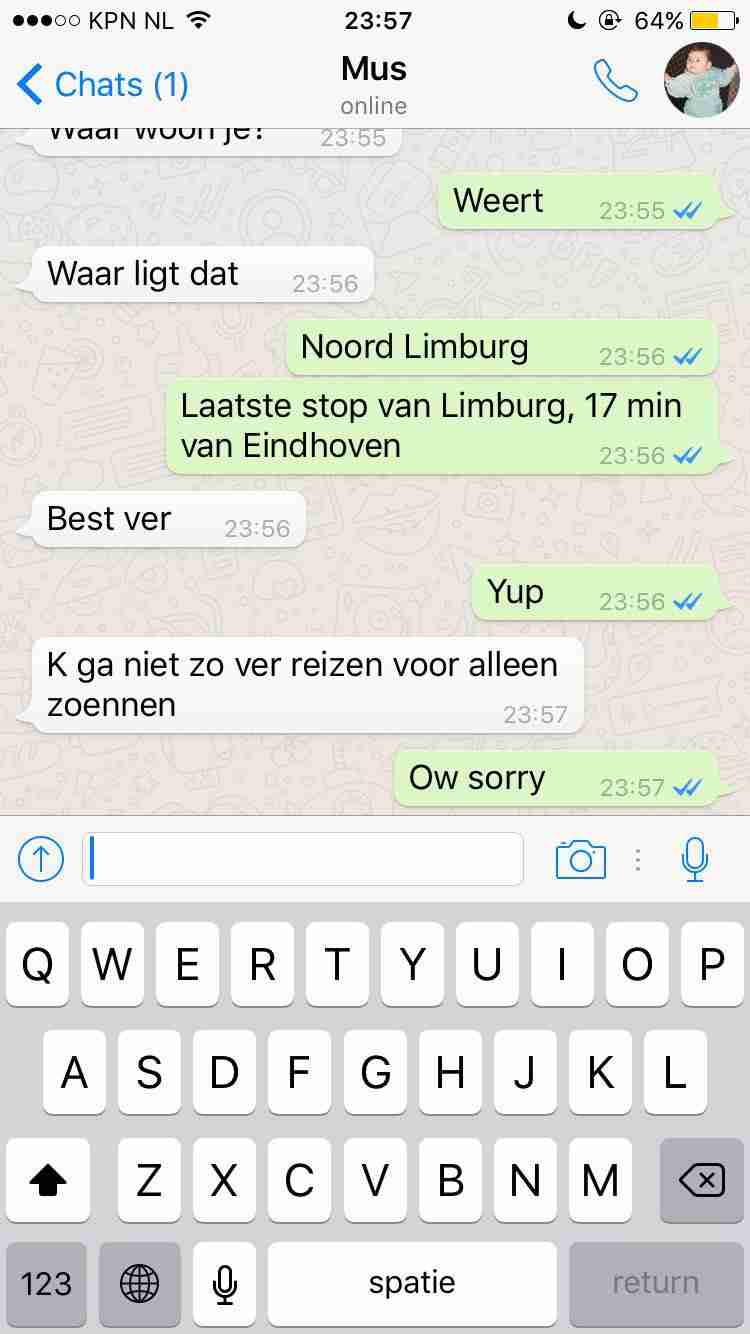 KPN NL 23:57 64%
Chats (1) Mus
online
Waar woon je? 23:55
Weert 23:55
Waar ligt dat 23:56
Noord Limburg 23:56
Laatste stop van Limburg, 17 min
van Eindhoven 23:56
Best ver 23:56
Yup 23:56
K ga niet zo ver reizen voor alleen
zoennen 23:57
Ow sorry 23:57
Q W E R T Y U I O P
A S D F G H J K L
Z X C V B N M
123 spatie return